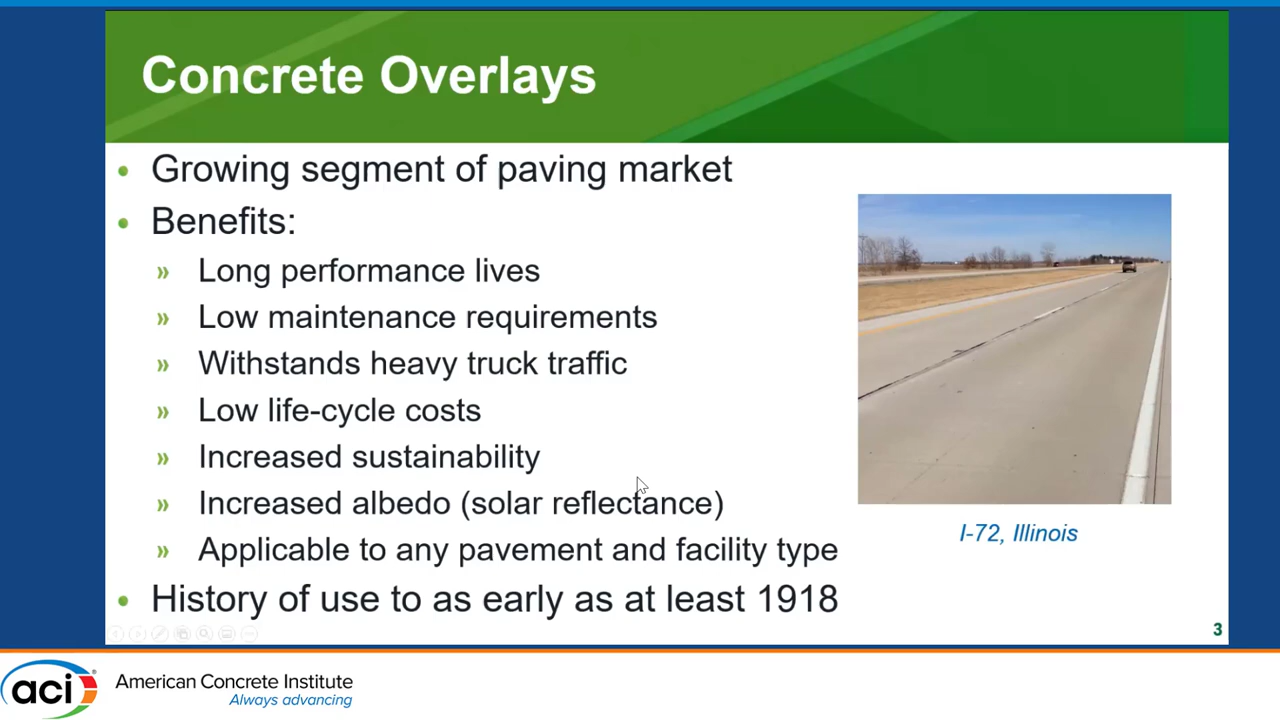 Concrete Overlays
• Growing segment of paving market
• Benefits:
» Long performance lives
» Low maintenance requirements
» Withstands heavy truck traffic
» Low life-cycle costs
» Increased sustainability
» Increased albedo (solar reflectance)
» Applicable to any pavement and facility type
• History of use to as early as at least 1918
I-72, Illinois
3
aci
American Concrete Institute
Always advancing